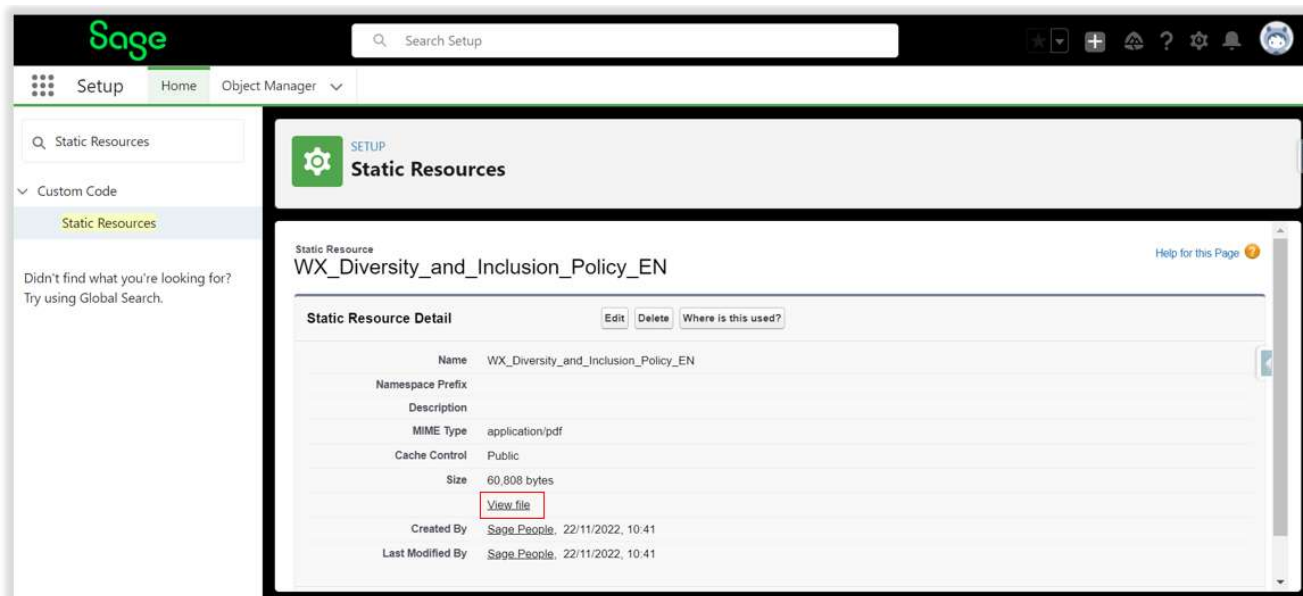 Sage
Search Setup
?
Setup Home Object Manager
Static Resources
Custom Code
Static Resources
Didn't find what you're looking for?
Try using Global Search.
SETUP
Static Resources
Static Resource
WX_Diversity_and_Inclusion_Policy_EN
Help for this Page ?
Static Resource Detail Edit Delete Where is this used?
Name WX_Diversity_and_Inclusion_Policy_EN
Namespace Prefix
Description
MIME Type application/pdf
Cache Control Public
Size 60,808 bytes
View file
Created By Sage People, 22/11/2022, 10:41
Last Modified By Sage People, 22/11/2022, 10:41